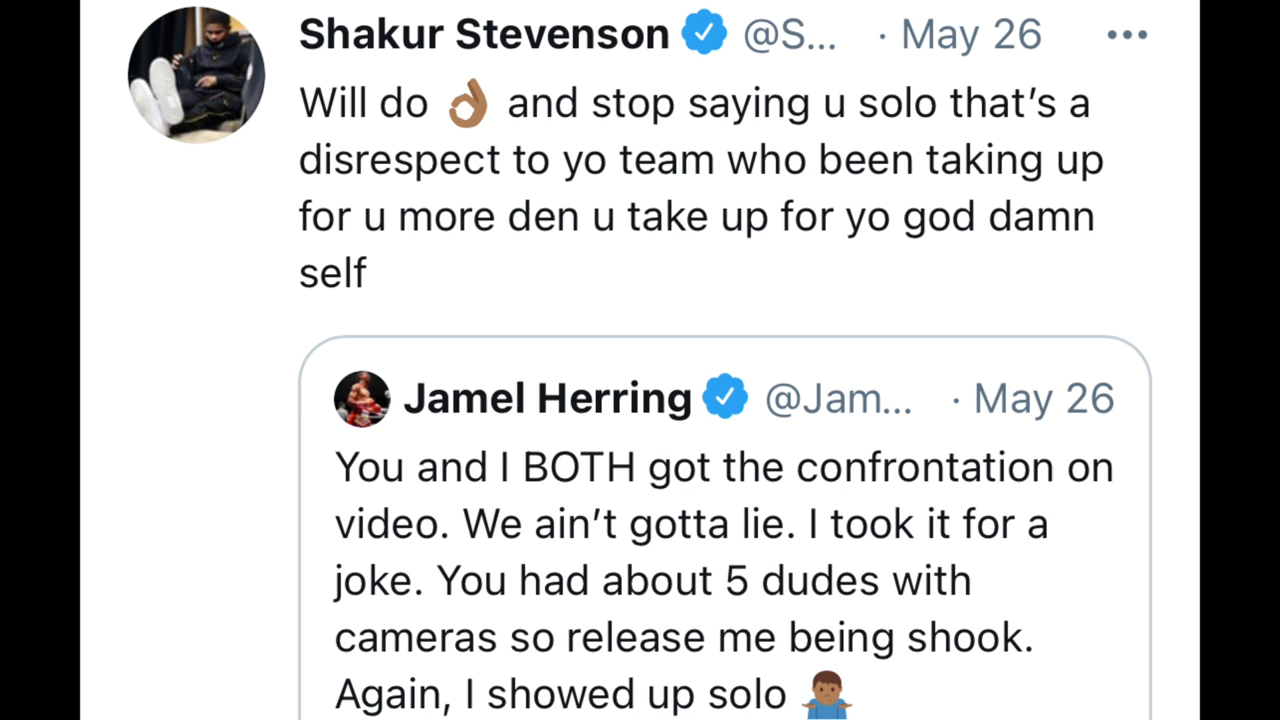 Shakur Stevenson @S... · May 26 ...
Will do 👌🏽 and stop saying u solo that’s a
disrespect to yo team who been taking up
for u more den u take up for yo god damn
self
Jamel Herring @Jam... · May 26
You and I BOTH got the confrontation on
video. We ain’t gotta lie. I took it for a
joke. You had about 5 dudes with
cameras so release me being shook.
Again, I showed up solo 🤷🏽‍♂️